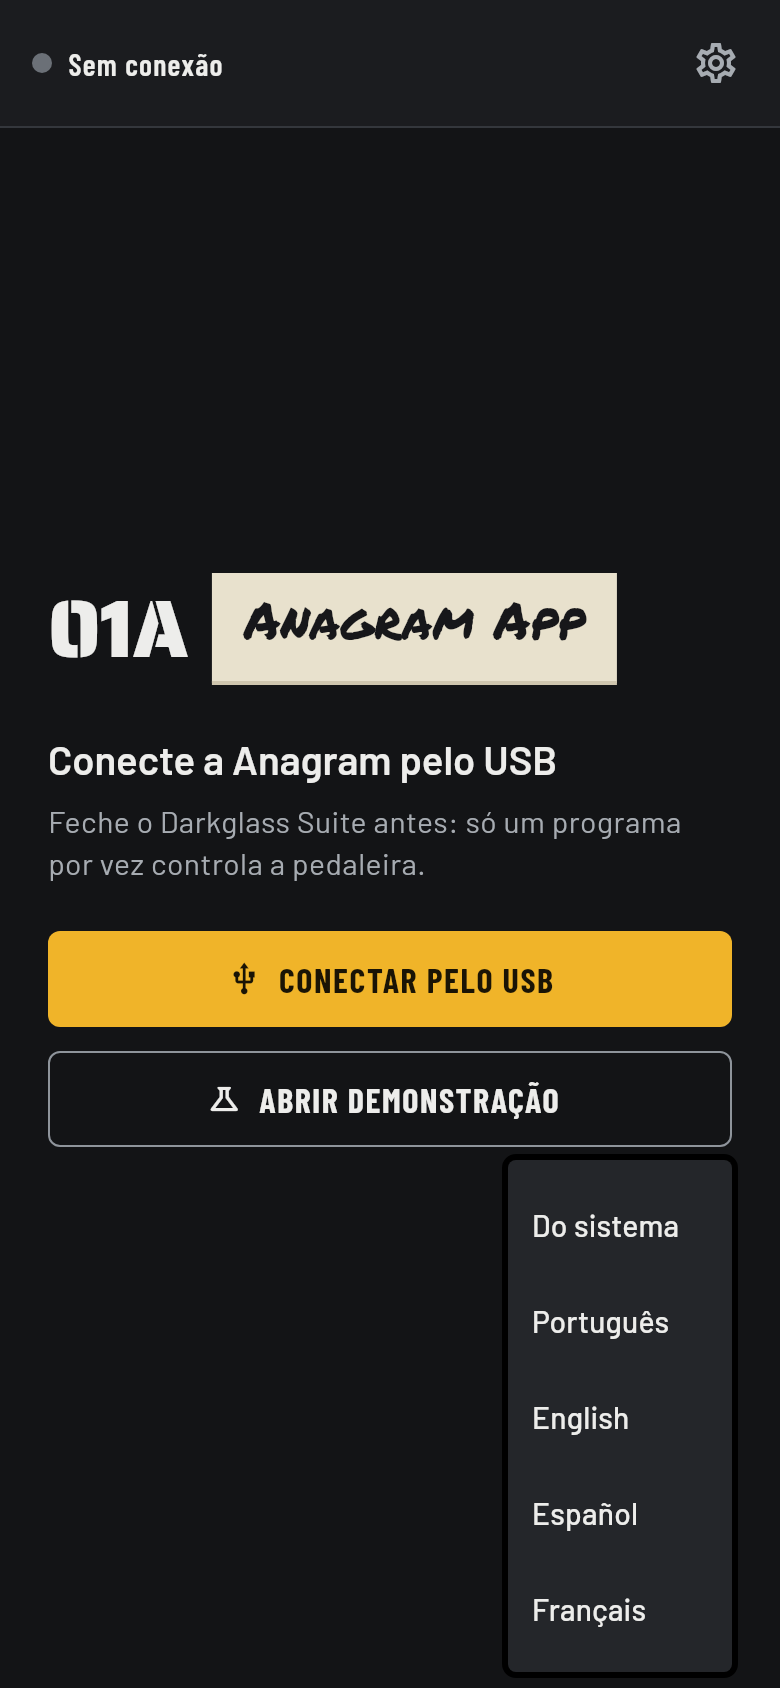 Sem conexão
01A
Anagram App
Conecte a Anagram pelo USB
Feche o Darkglass Suite antes: só um programa
por vez controla a pedaleira.
CONECTAR PELO USB
ABRIR DEMONSTRAÇÃO
Do sistema
Português
English
Español
Français